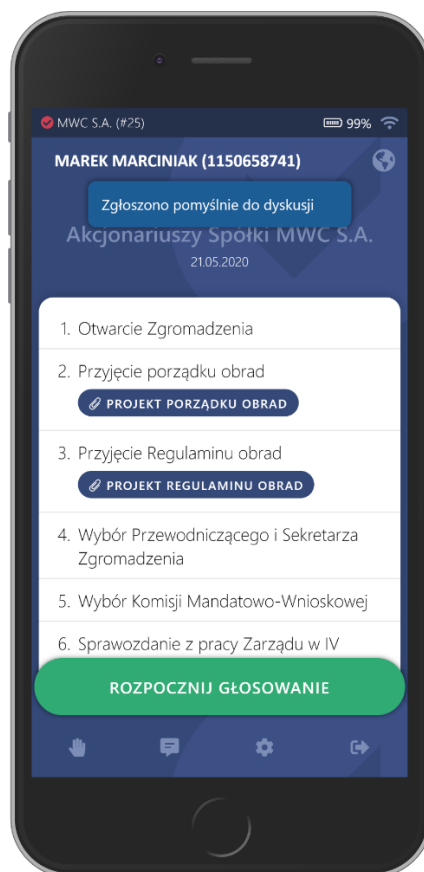 MWC S.A. (#25)
99%
MAREK MARCINIAK (1150658741)
Zgłoszono pomyślnie do dyskusji
Akcjonariuszy Spółki MWC S.A.
21.05.2020
1. Otwarcie Zgromadzenia
2. Przyjęcie porządku obrad
PROJEKT PORZĄDKU OBRAD
3. Przyjęcie Regulaminu obrad
PROJEKT REGULAMINU OBRAD
4. Wybór Przewodniczącego i Sekretarza
Zgromadzenia
5. Wybór Komisji Mandatowo-Wnioskowej
6. Sprawozdanie z pracy Zarządu w IV
ROZPOCZNIJ GŁOSOWANIE